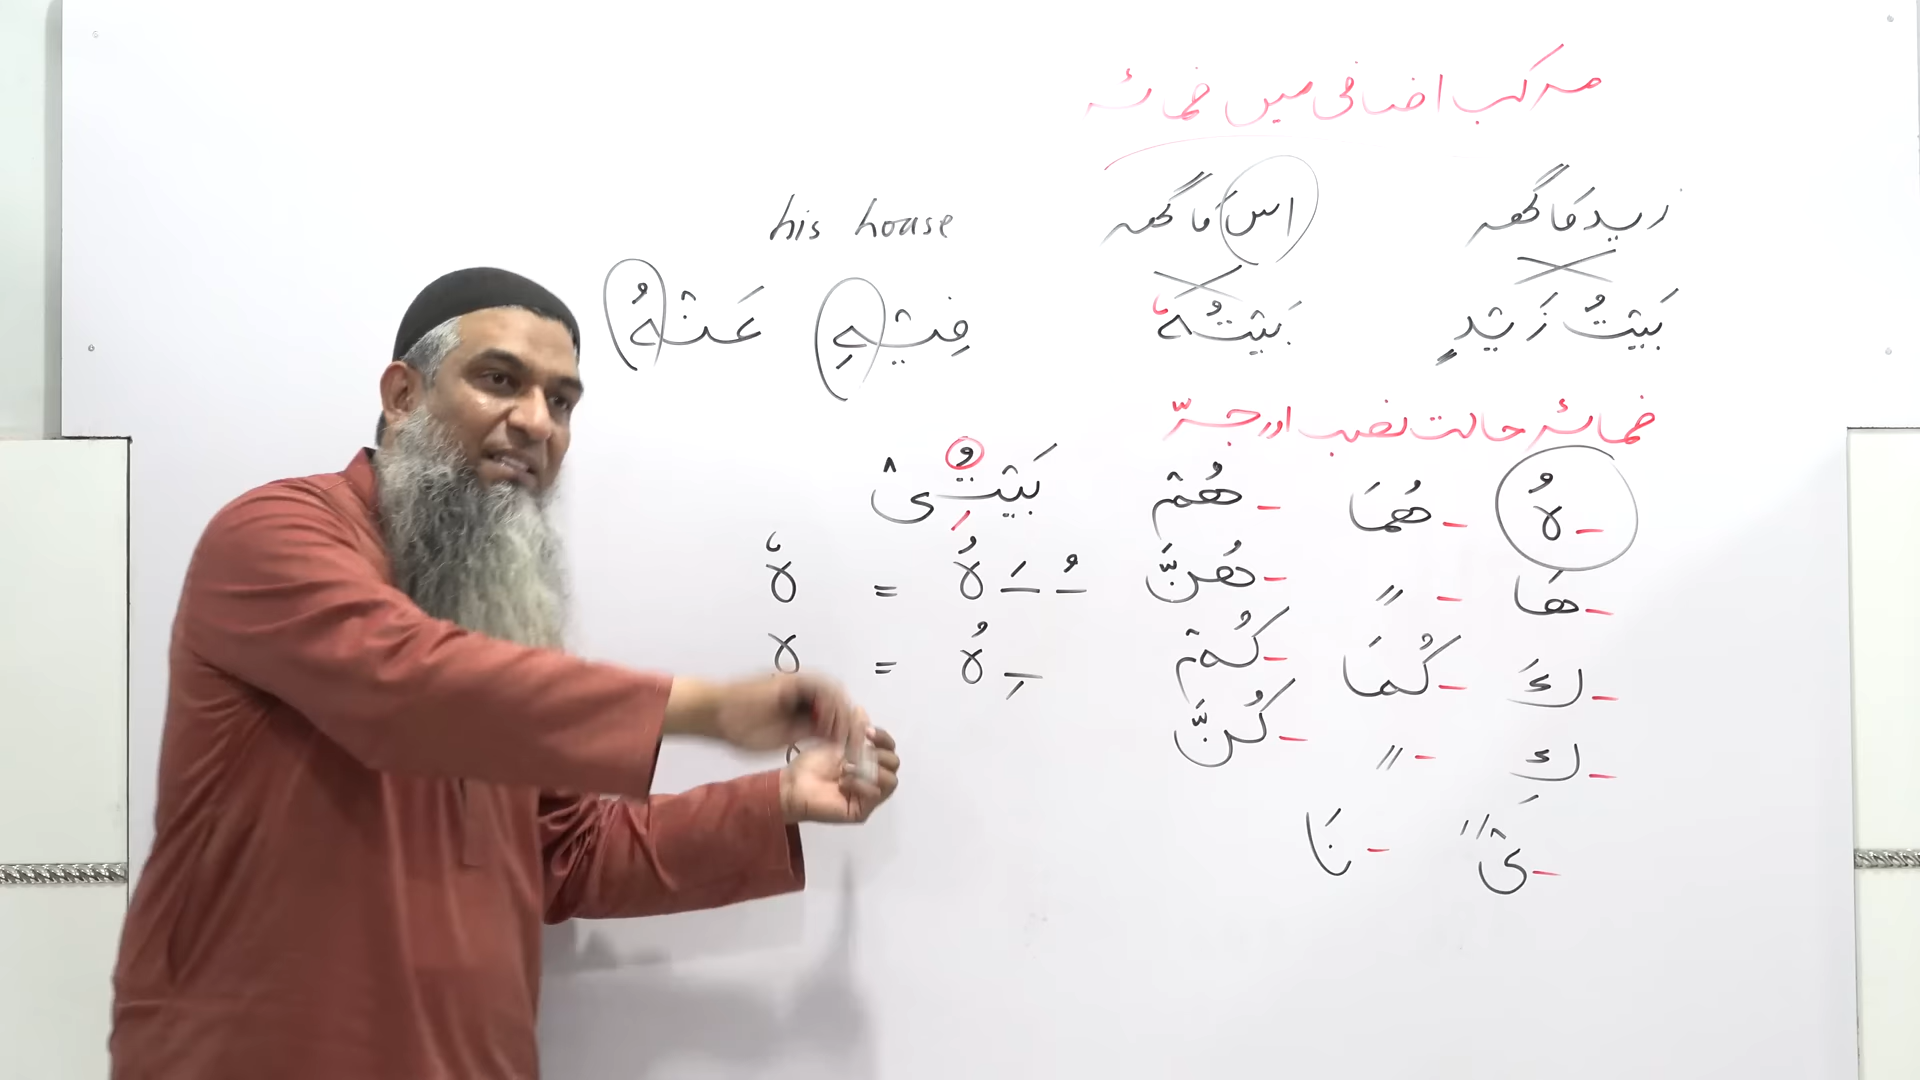 مرکب اضافی میں ضمائر
زید کا گھر اس کا گھر his house
بَیْتُ زَیْدٍ بَیْتُهٗ فِیْهِ عَنْهُ
ضمائر حالت نصب اور جرّ
- هُ - هُمَا - هُمْ بَیْتِیْ
- هَا - " - هُنَّ ـُ ـَ هُ = هٗ
- كَ - كُمَا - كُمْ ـِ هُ = ه
- كِ - " - كُنَّ
- یْ - نَا